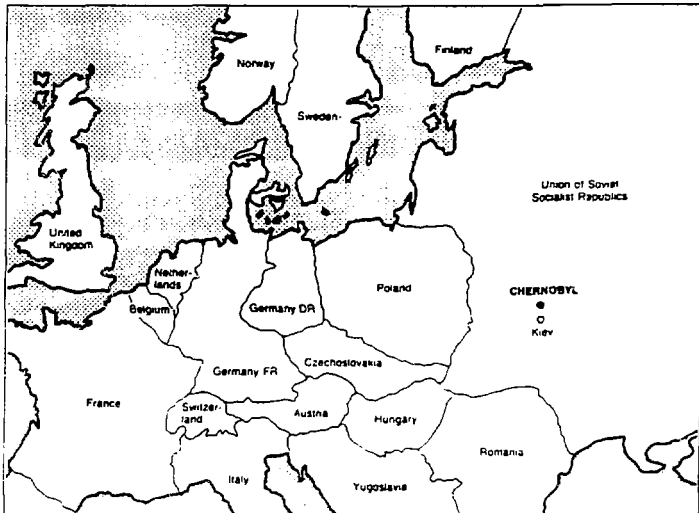 Norway
Finland
Sweden-
Union of Soviet
Socialist Republics
United
Kingdom
Nether-
lands
Belgium
Germany DR
Poland
CHERNOBYL
Kiev
Czechoslovakia
Germany FR
France
Switzer-
land
Austria
Hungary
Romania
Italy
Yugoslavia